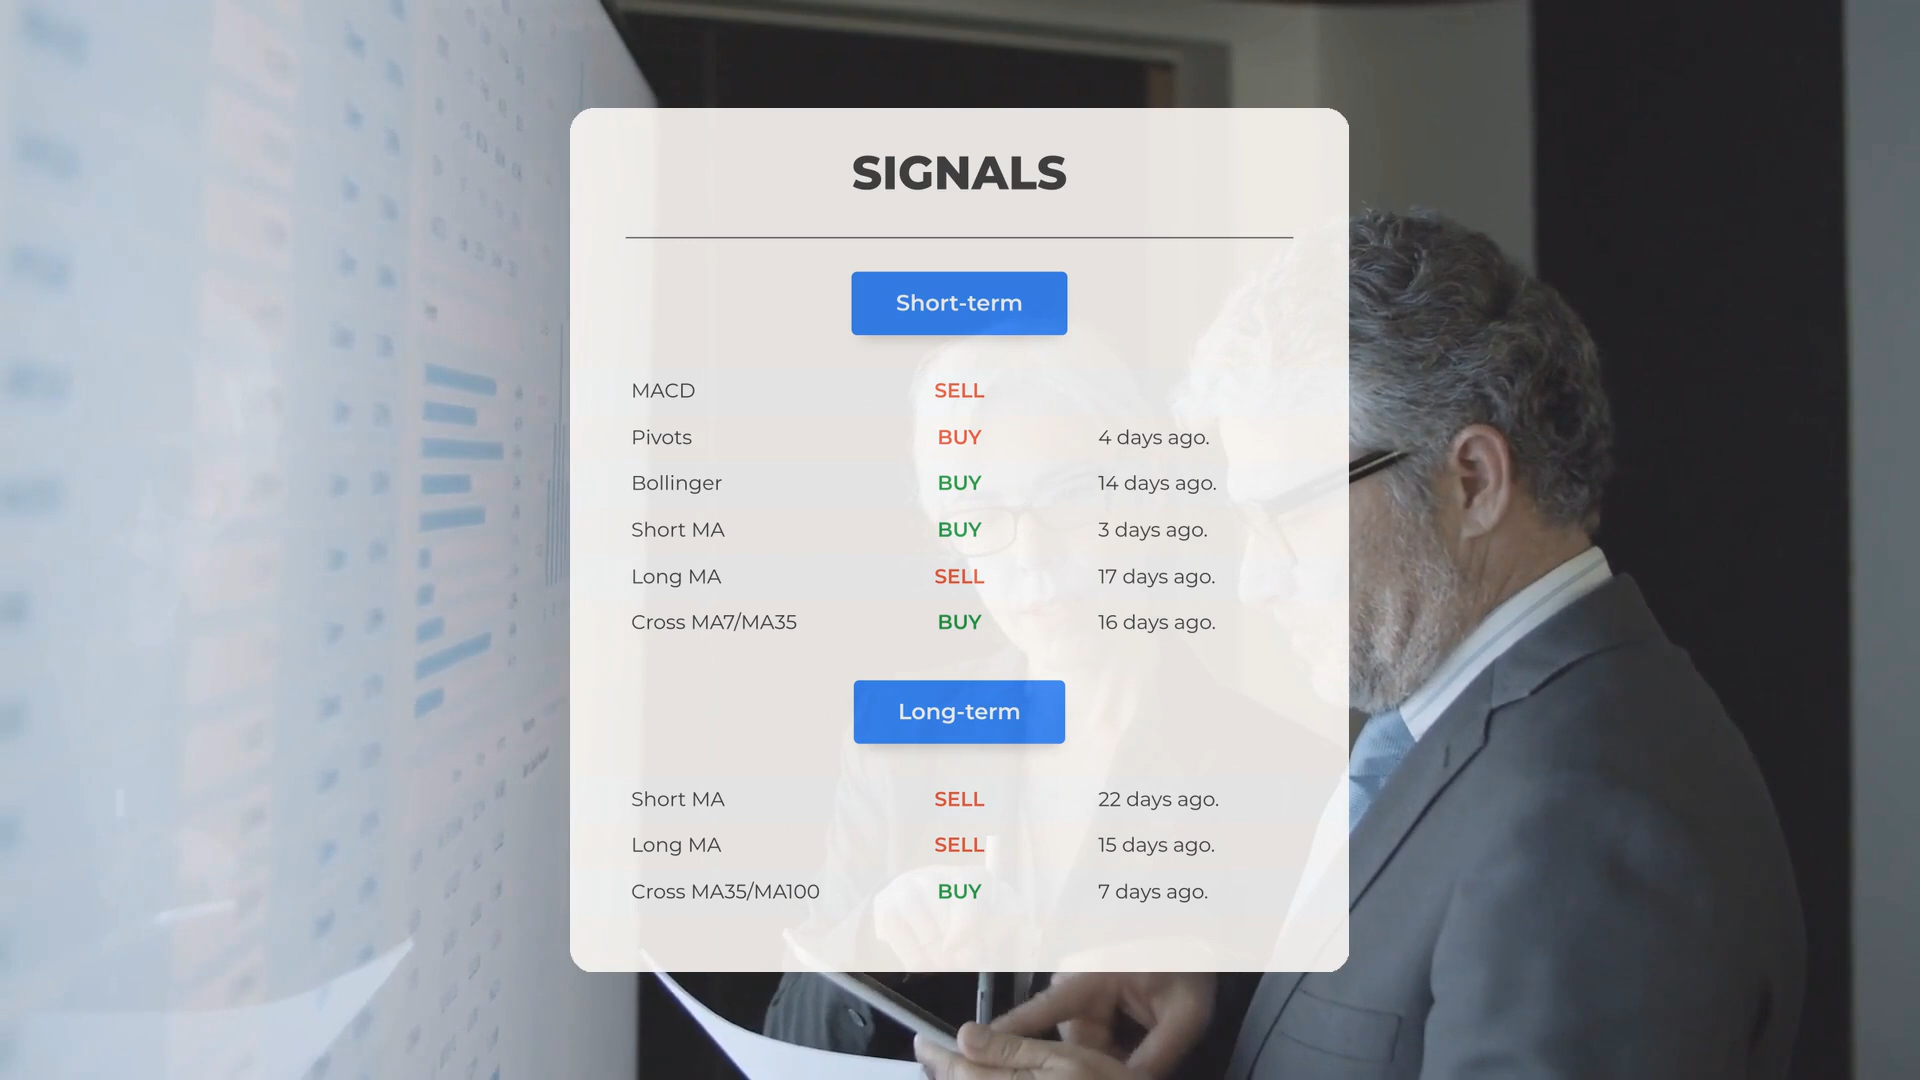 SIGNALS
Short-term
MACD SELL
Pivots BUY 4 days ago.
Bollinger BUY 14 days ago.
Short MA BUY 3 days ago.
Long MA SELL 17 days ago.
Cross MA7/MA35 BUY 16 days ago.
Long-term
Short MA SELL 22 days ago.
Long MA SELL 15 days ago.
Cross MA35/MA100 BUY 7 days ago.